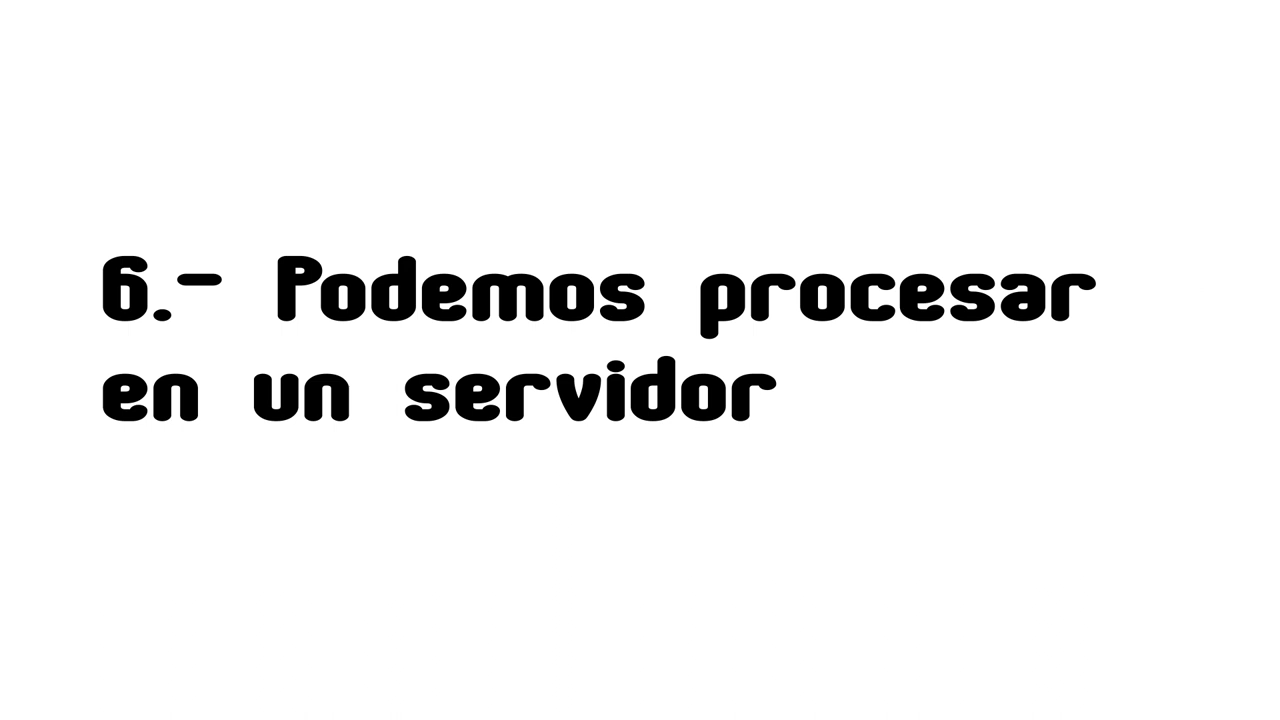 6.- Podemos procesar
en un servidor